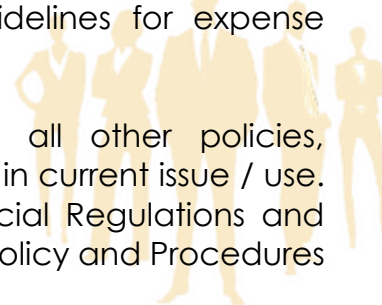 idelines for expense
all other policies,
in current issue / use.
cial Regulations and
olicy and Procedures